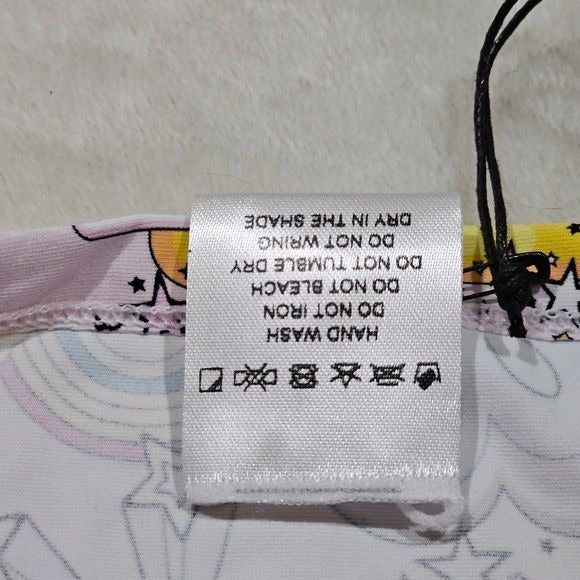 HAND WASH
DO NOT IRON
DO NOT BLEACH
DO NOT TUMBLE DRY
DO NOT WRING
DRY IN THE SHADE